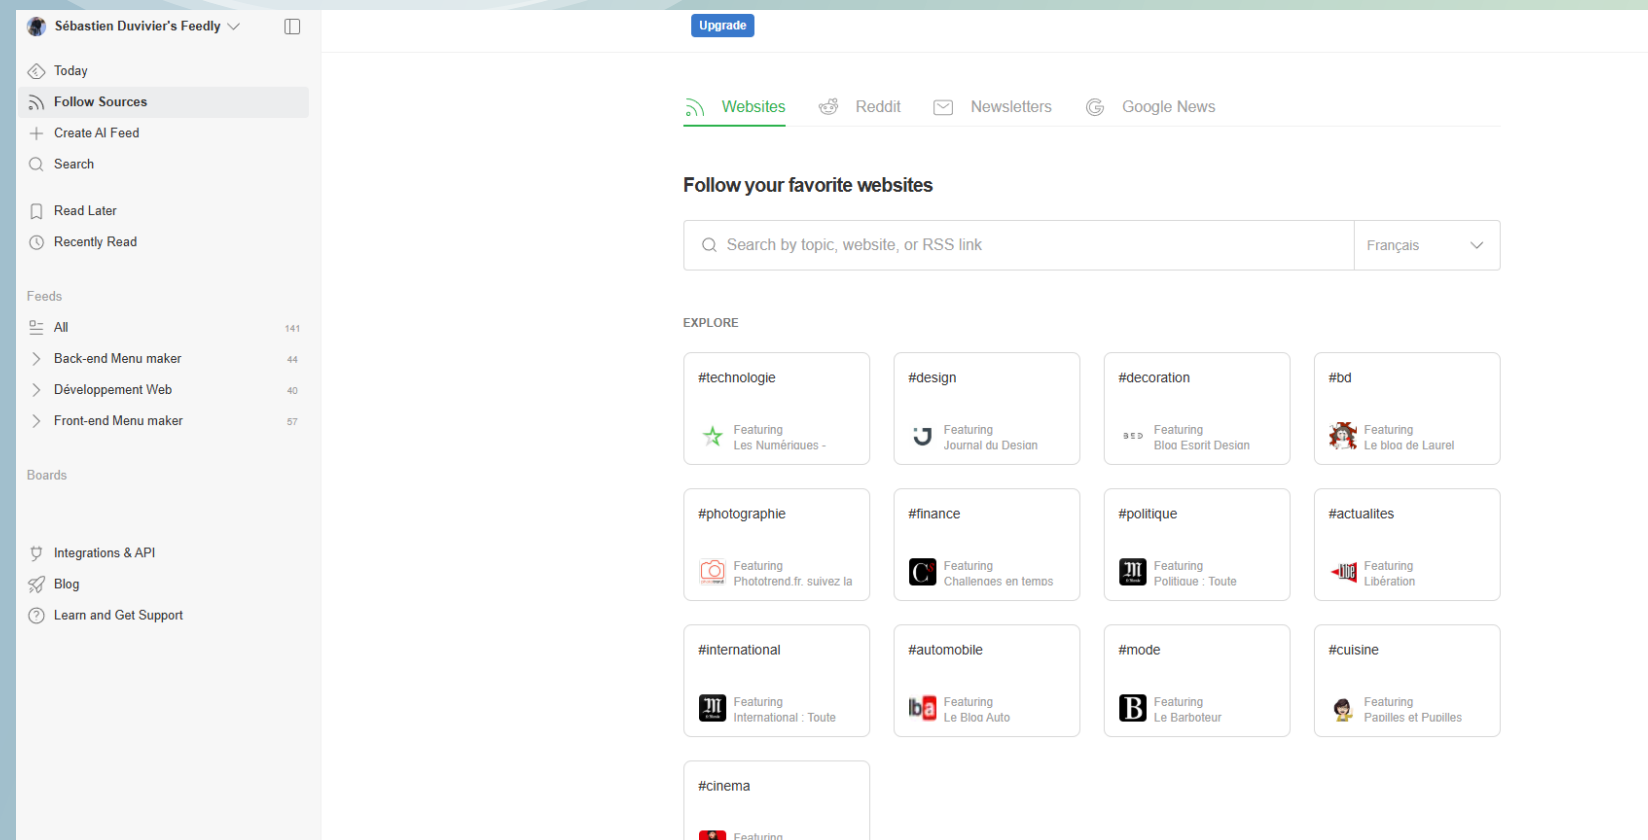 Sébastien Duvivier's Feedly
Today
Follow Sources
Create AI Feed
Search
Read Later
Recently Read
Feeds
All 141
Back-end Menu maker 44
Développement Web 40
Front-end Menu maker 57
Boards
Integrations & API
Blog
Learn and Get Support
Upgrade
Websites Reddit Newsletters Google News
Follow your favorite websites
Search by topic, website, or RSS link Français
EXPLORE
#technologie
Featuring
Les Numériques -
#design
Featuring
Journal du Design
#decoration
BED
Featuring
Blog Esprit Design
#bd
Featuring
Le blog de Laurel
#photographie
Featuring
Phototrend.fr, suivez la
#finance
Featuring
Challenges en temps
#politique
Featuring
Politique : Toute
#actualites
Featuring
Libération
#international
Featuring
International : Toute
#automobile
lba
Featuring
Le Blog Auto
#mode
B
Featuring
Le Barboteur
#cuisine
Featuring
Papilles et Pupilles
#cinema
Featuring